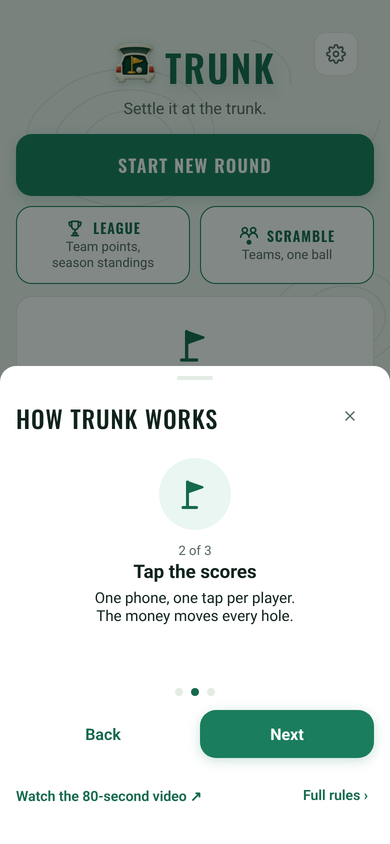 TRUNK
Settle it at the trunk.
START NEW ROUND
LEAGUE
Team points,
season standings
SCRAMBLE
Teams, one ball
HOW TRUNK WORKS
2 of 3
Tap the scores
One phone, one tap per player.
The money moves every hole.
Back
Next
Watch the 80-second video ↗
Full rules ›